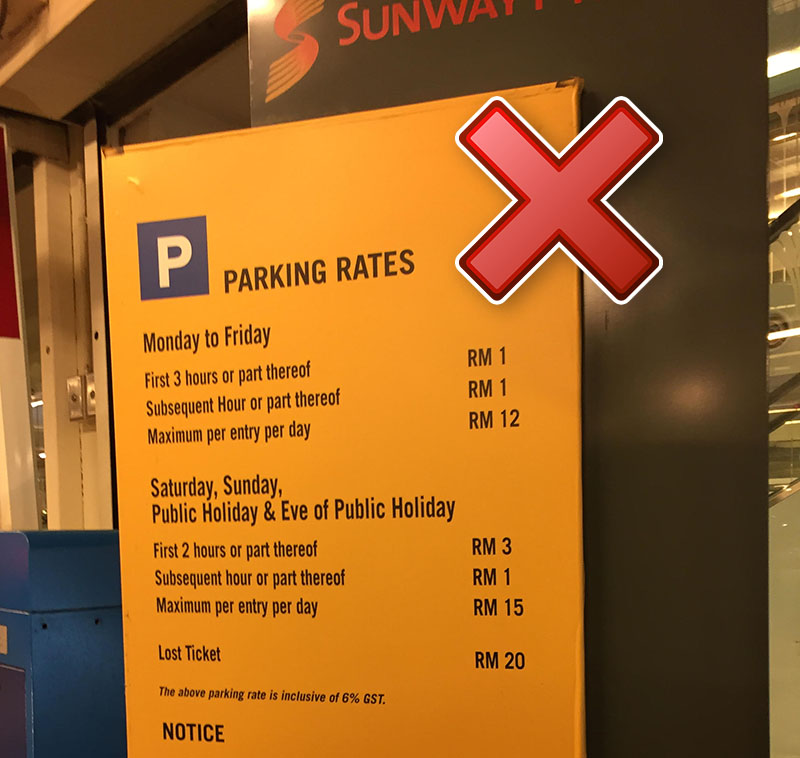 SUNWAY
P
PARKING RATES
Monday to Friday
First 3 hours or part thereof RM 1
Subsequent Hour or part thereof RM 1
Maximum per entry per day RM 12
Saturday, Sunday,
Public Holiday & Eve of Public Holiday
First 2 hours or part thereof RM 3
Subsequent hour or part thereof RM 1
Maximum per entry per day RM 15
Lost Ticket RM 20
The above parking rate is inclusive of 6% GST.
NOTICE